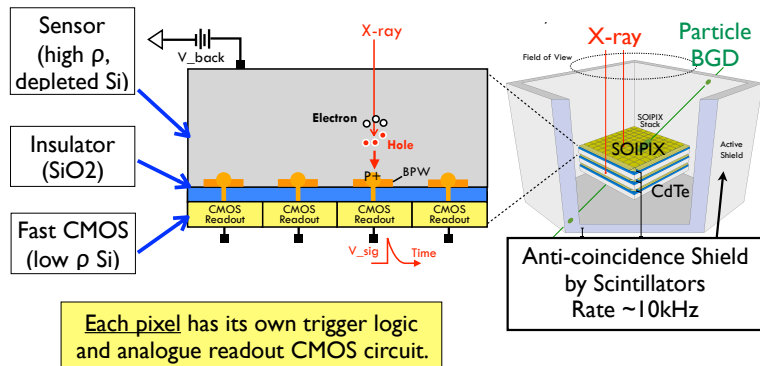 Sensor
(high ρ,
depleted Si)
Insulator
(SiO2)
Fast CMOS
(low ρ Si)
V_back
X-ray
Electron
Hole
P+
BPW
CMOS
Readout
CMOS
Readout
CMOS
Readout
CMOS
Readout
V_sig
Time
Each pixel has its own trigger logic
and analogue readout CMOS circuit.
X-ray
Particle
BGD
Field of View
SOIPIX
Stack
SOIPIX
CdTe
Active
Shield
Anti-coincidence Shield
by Scintillators
Rate ~10kHz